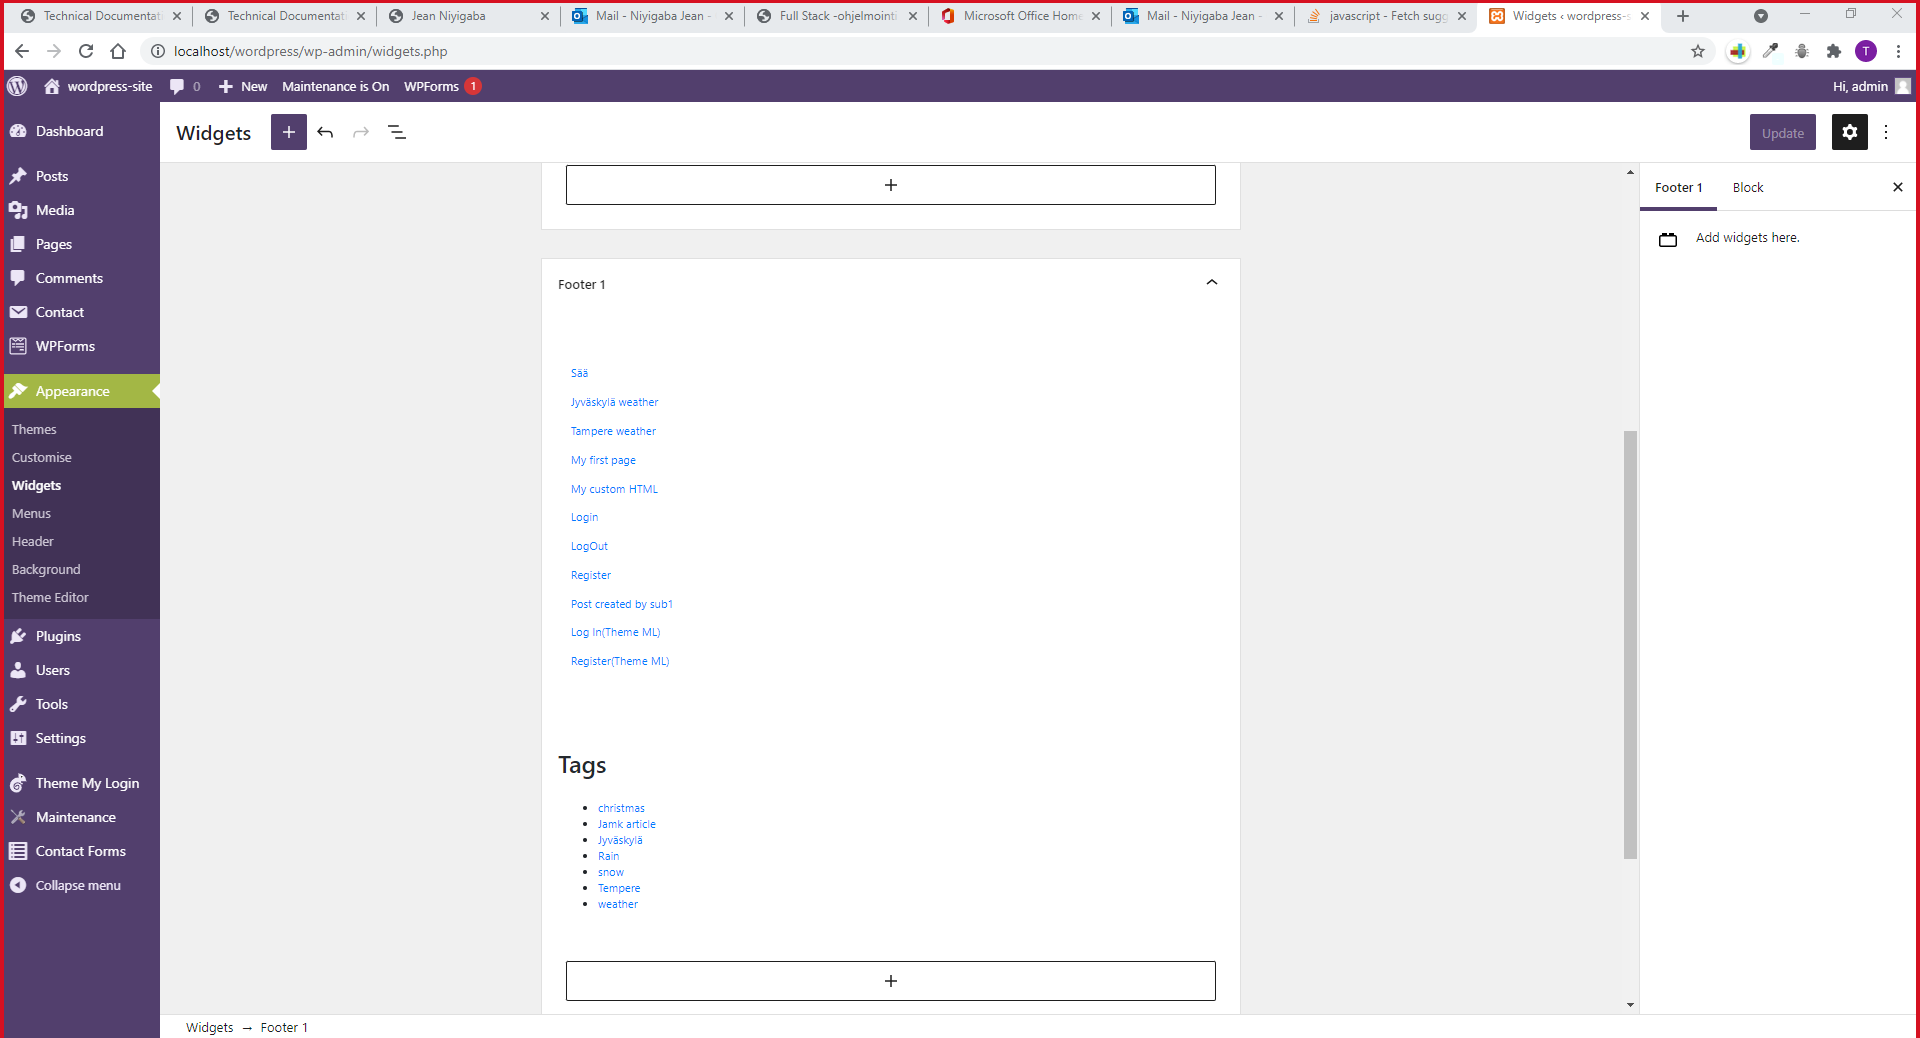 Technical Documentati
Technical Documentati
Jean Niyigaba
Mail - Niyigaba Jean -
Full Stack -ohjelmointi
Microsoft Office Home
Mail - Niyigaba Jean -
javascript - Fetch sugg
Widgets ‹ wordpress-s
localhost/wordpress/wp-admin/widgets.php
T
wordpress-site
0
New
Maintenance is On
WPForms 1
Hi, admin
Dashboard
Posts
Media
Pages
Comments
Contact
WPForms
Appearance
Themes
Customise
Widgets
Menus
Header
Background
Theme Editor
Plugins
Users
Tools
Settings
Theme My Login
Maintenance
Contact Forms
Collapse menu
Widgets
Update
Footer 1
Sää
Jyväskylä weather
Tampere weather
My first page
My custom HTML
Login
LogOut
Register
Post created by sub1
Log In(Theme ML)
Register(Theme ML)
Tags
christmas
Jamk article
Jyväskylä
Rain
snow
Tempere
weather
Footer 1
Block
Add widgets here.
Widgets → Footer 1